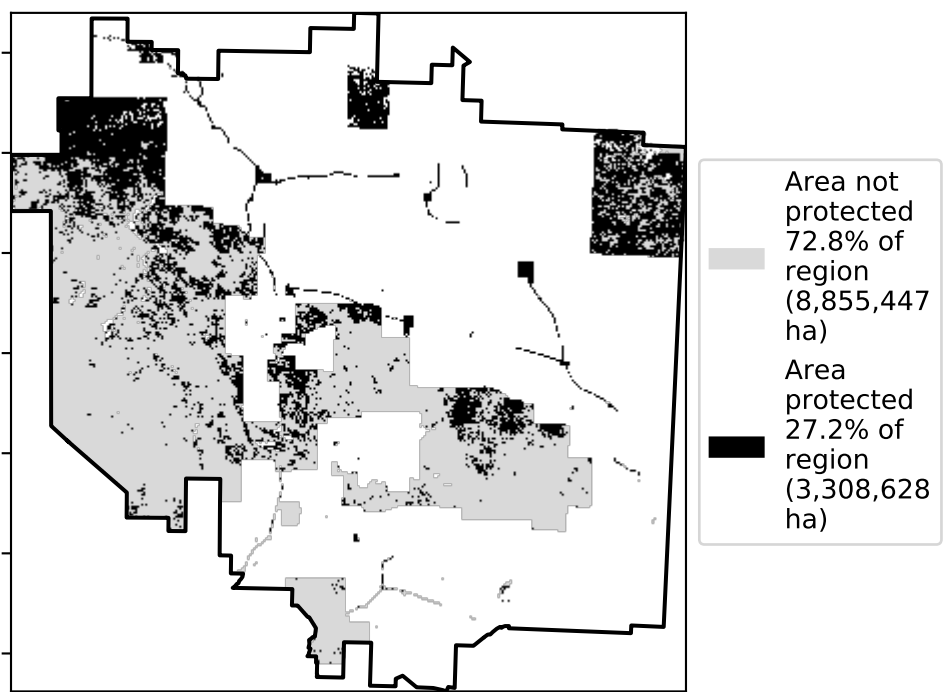 Area not
protected
72.8% of
region
(8,855,447
ha)
Area
protected
27.2% of
region
(3,308,628
ha)